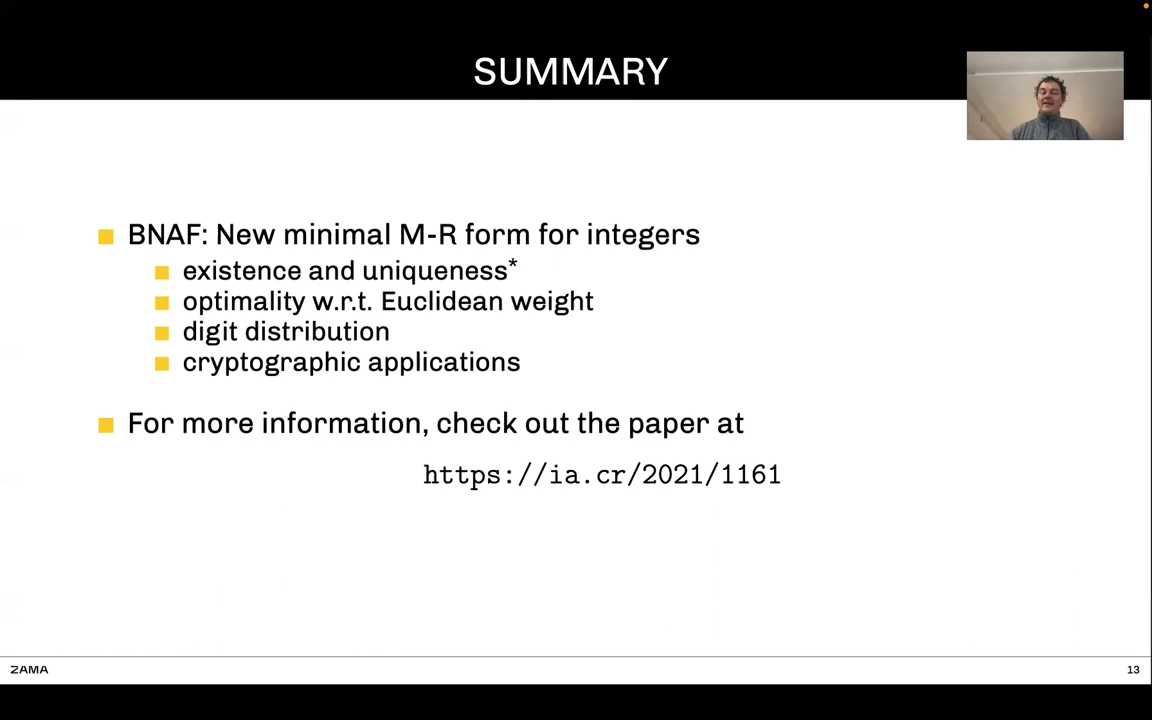 SUMMARY
BNAF: New minimal M-R form for integers
existence and uniqueness*
optimality w.r.t. Euclidean weight
digit distribution
cryptographic applications
For more information, check out the paper at
https://ia.cr/2021/1161
ZAMA
13